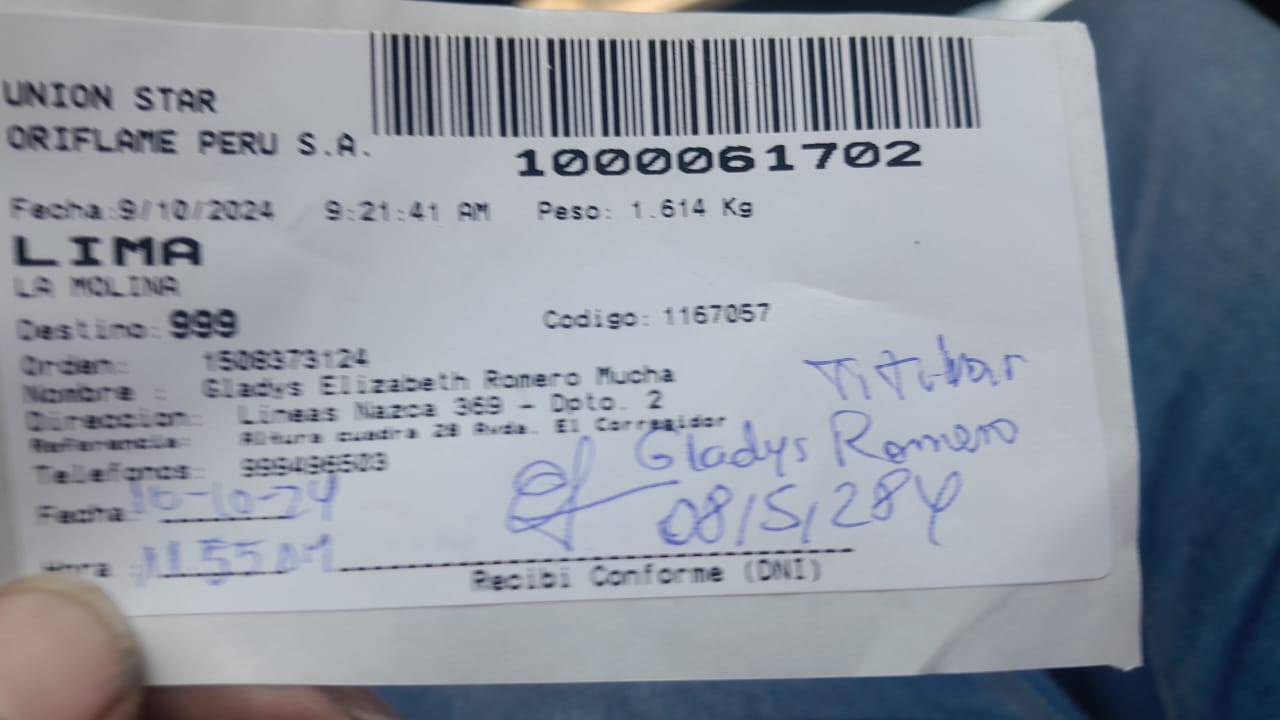 UNION STAR
ORIFLAME PERU S.A.
1000061702
Fecha:9/10/2024 9:21:41 AM Peso: 1.614 Kg
LIMA
LA MOLINA
Destino: 999 Codigo: 1167057
Orden: 1508373124
Nombre : Gladys Elizabeth Romero Mucha
Direccion: Lineas Nazca 369 - Dpto. 2
Referencia: Altura cuadra 28 Avda. El Corregidor
Telefonos: 999496503
Fecha: 10-10-24
Hora : 11:55 AM
Gladys Romero
Recibi Conforme (DNI)